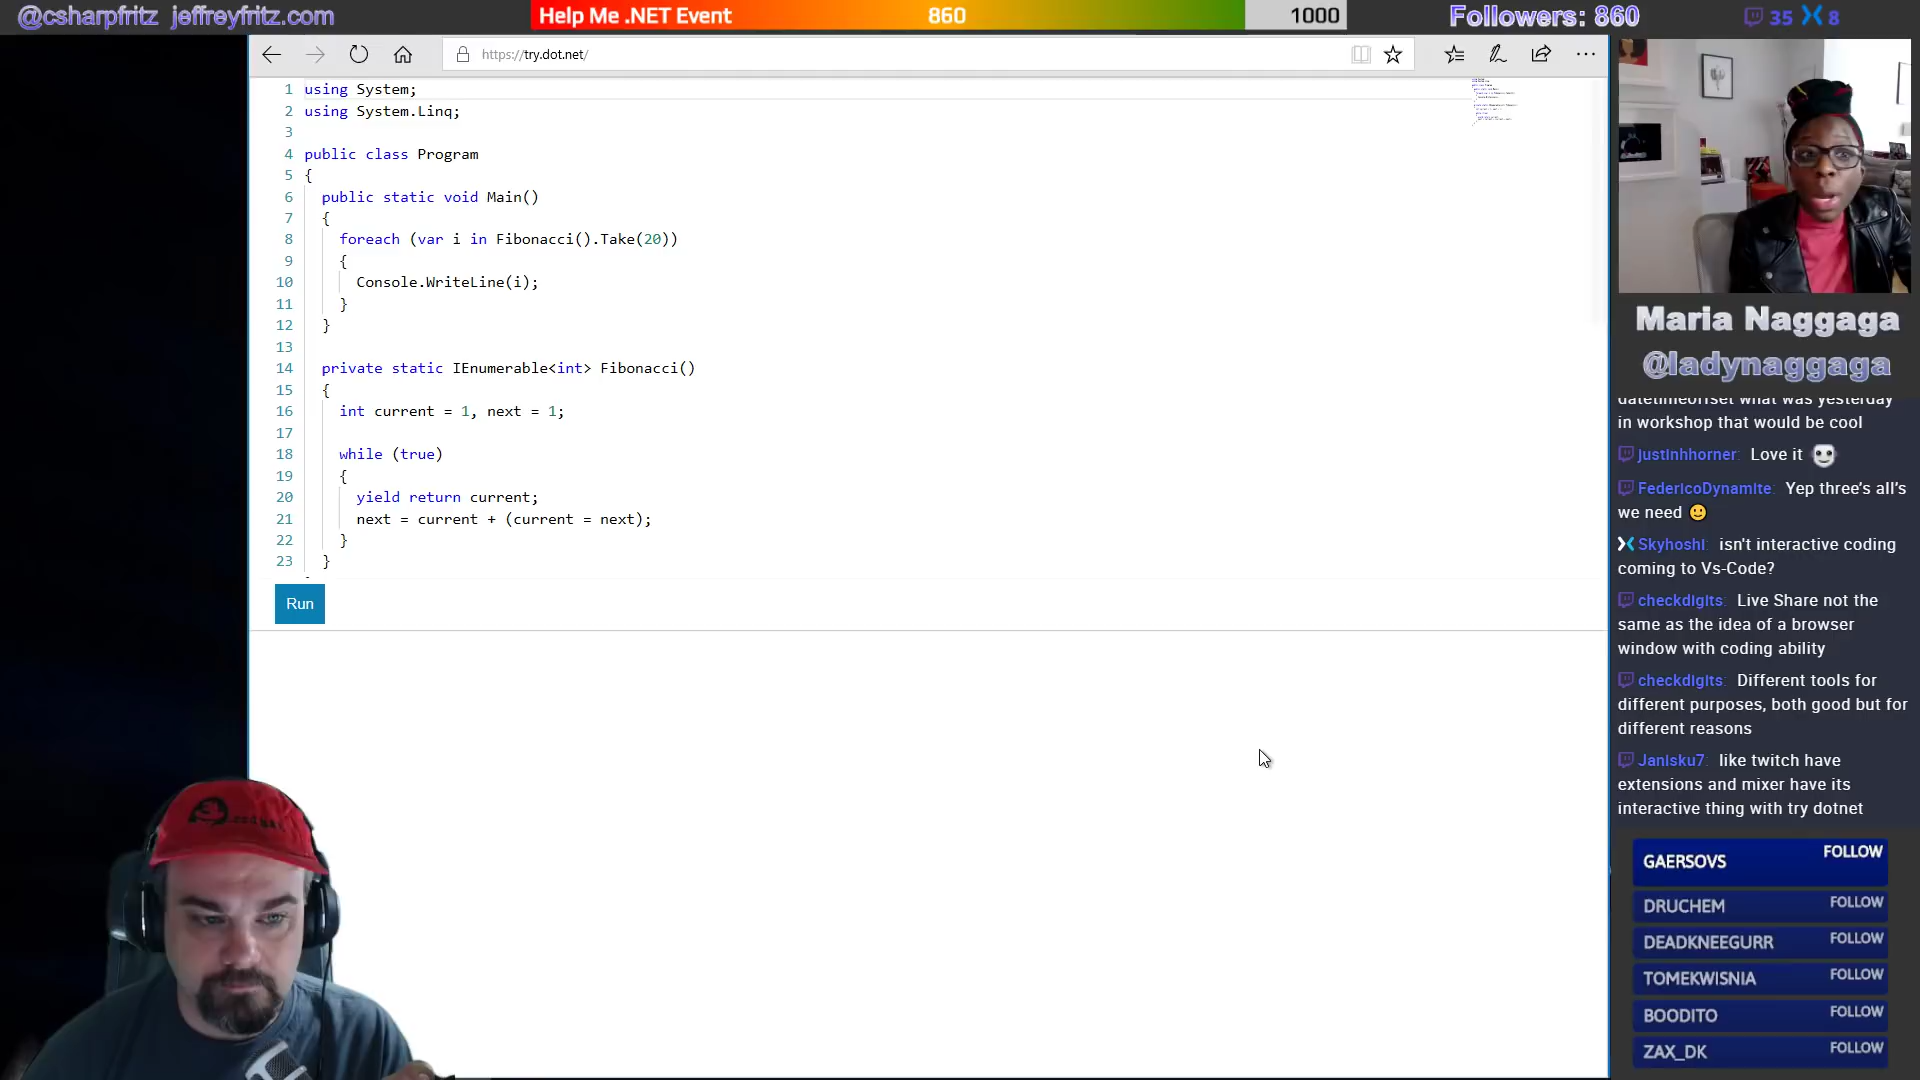 @csharpfritz jeffreyfritz.com
Help Me .NET Event 860 1000
Followers: 860
35 8
https://try.dot.net/
1 using System;
2 using System.Linq;
3
4 public class Program
5 {
6 public static void Main()
7 {
8 foreach (var i in Fibonacci().Take(20))
9 {
10 Console.WriteLine(i);
11 }
12 }
13
14 private static IEnumerable<int> Fibonacci()
15 {
16 int current = 1, next = 1;
17
18 while (true)
19 {
20 yield return current;
21 next = current + (current = next);
22 }
23 }
Run
Maria Naggaga
@ladynaggaga
datetimeoffset what was yesterday
in workshop that would be cool
justinhhorner: Love it
FedericoDynamite: Yep three's all's
we need
Skyhoshi: isn't interactive coding
coming to Vs-Code?
checkdigits: Live Share not the
same as the idea of a browser
window with coding ability
checkdigits: Different tools for
different purposes, both good but for
different reasons
Janisku7: like twitch have
extensions and mixer have its
interactive thing with try dotnet
GAERSOVS FOLLOW
DRUCHEM FOLLOW
DEADKNEEGURR FOLLOW
TOMEKWISNIA FOLLOW
BOODITO FOLLOW
ZAX_DK FOLLOW